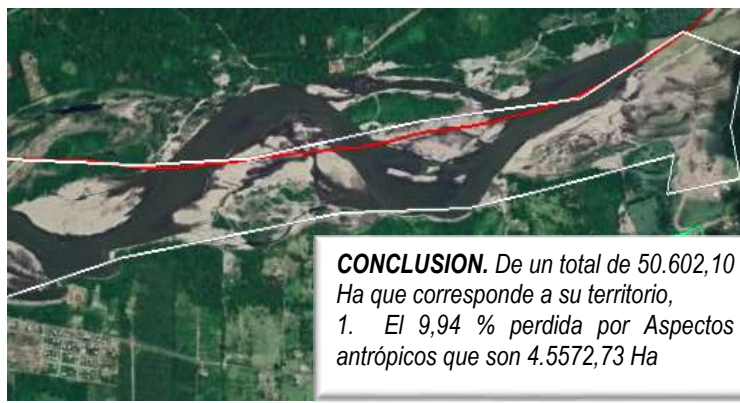 CONCLUSION. De un total de 50.602,10
Ha que corresponde a su territorio,
1. El 9,94 % perdida por Aspectos
antrópicos que son 4.5572,73 Ha